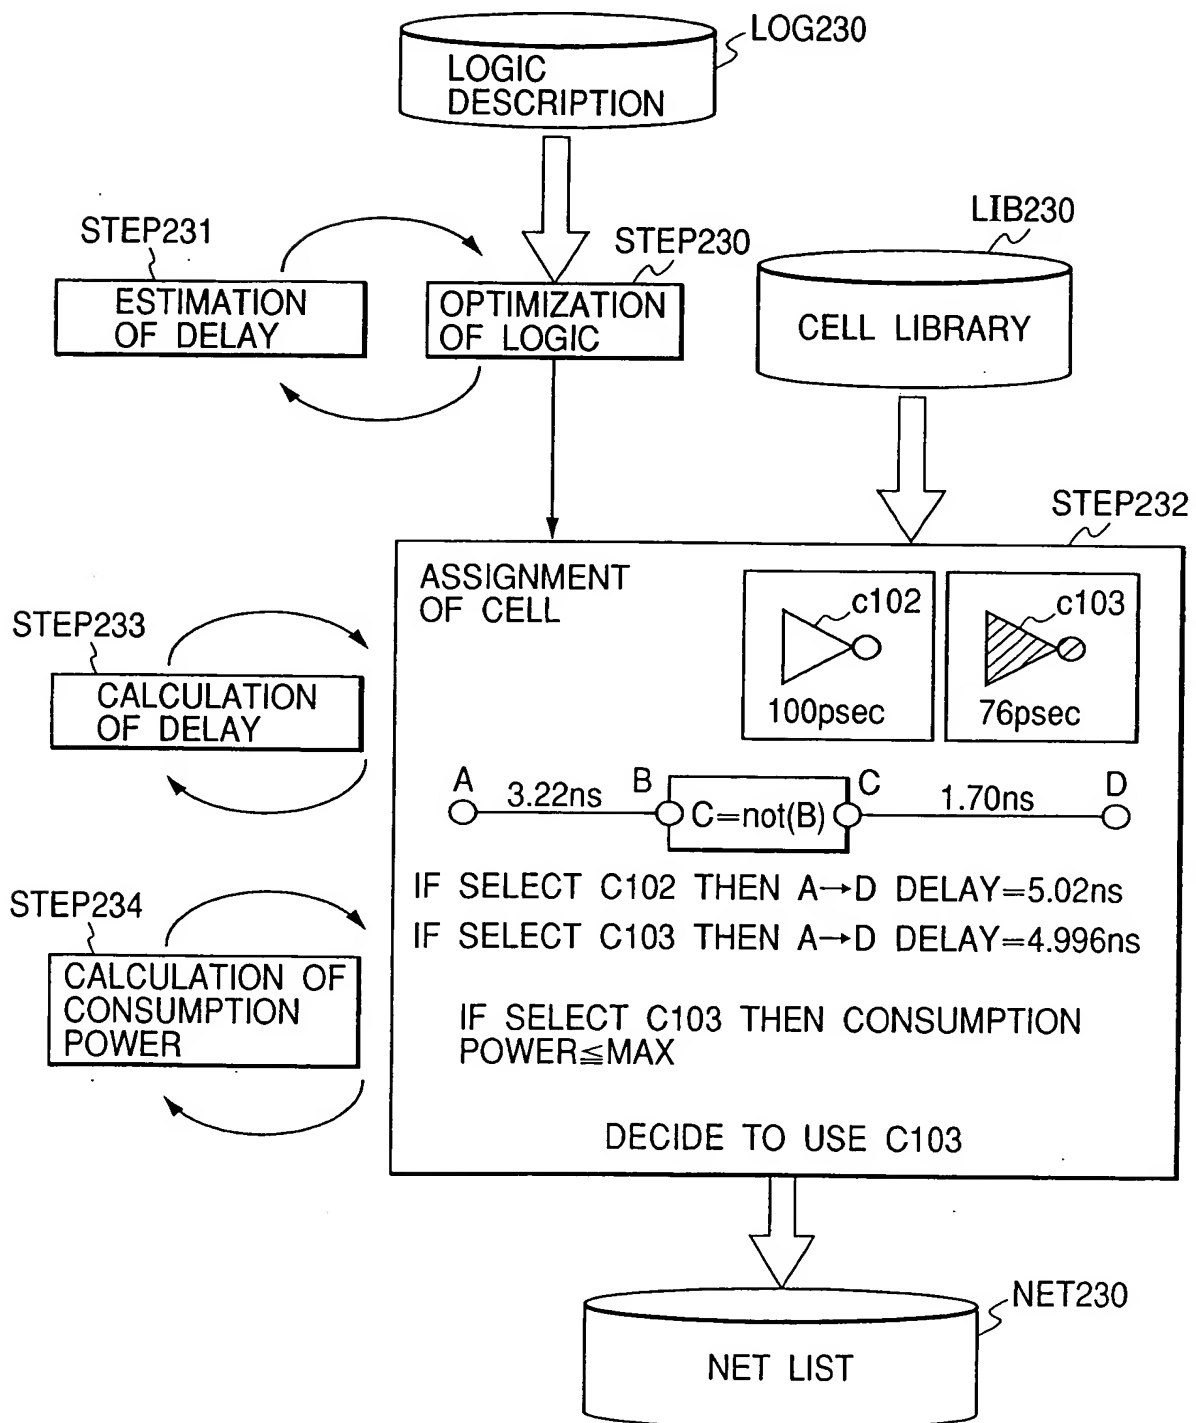 LOG230
LOGIC
DESCRIPTION
LIB230
STEP231
STEP230
ESTIMATION
OF DELAY
OPTIMIZATION
OF LOGIC
CELL LIBRARY
STEP232
ASSIGNMENT
OF CELL
c102
c103
100psec
76psec
STEP233
CALCULATION
OF DELAY
A
3.22ns
B
C=not(B)
C
1.70ns
D
IF SELECT C102 THEN A→D DELAY=5.02ns
IF SELECT C103 THEN A→D DELAY=4.996ns
STEP234
CALCULATION OF
CONSUMPTION
POWER
IF SELECT C103 THEN CONSUMPTION
POWER≦MAX
DECIDE TO USE C103
NET230
NET LIST